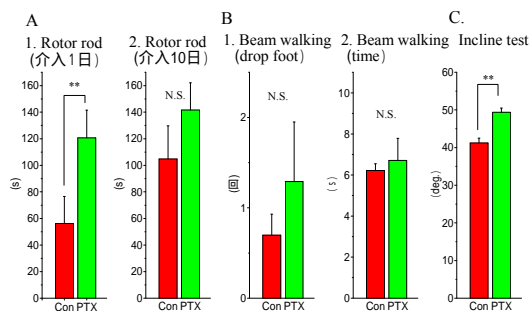 A
1. Rotor rod
(介入1日)
**
160
140
120
100
80
60
40
20
0
(s)
Con PTX
2. Rotor rod
(介入10日)
N.S.
160
140
120
100
80
60
40
20
0
(s)
Con PTX
B
1. Beam walking
(drop foot)
N.S.
2
1
0
(回)
Con PTX
2. Beam walking
(time)
N.S.
10
8
6
4
2
0
(s)
Con PTX
C.
Incline test
**
60
50
40
30
20
10
0
(deg.)
Con PTX